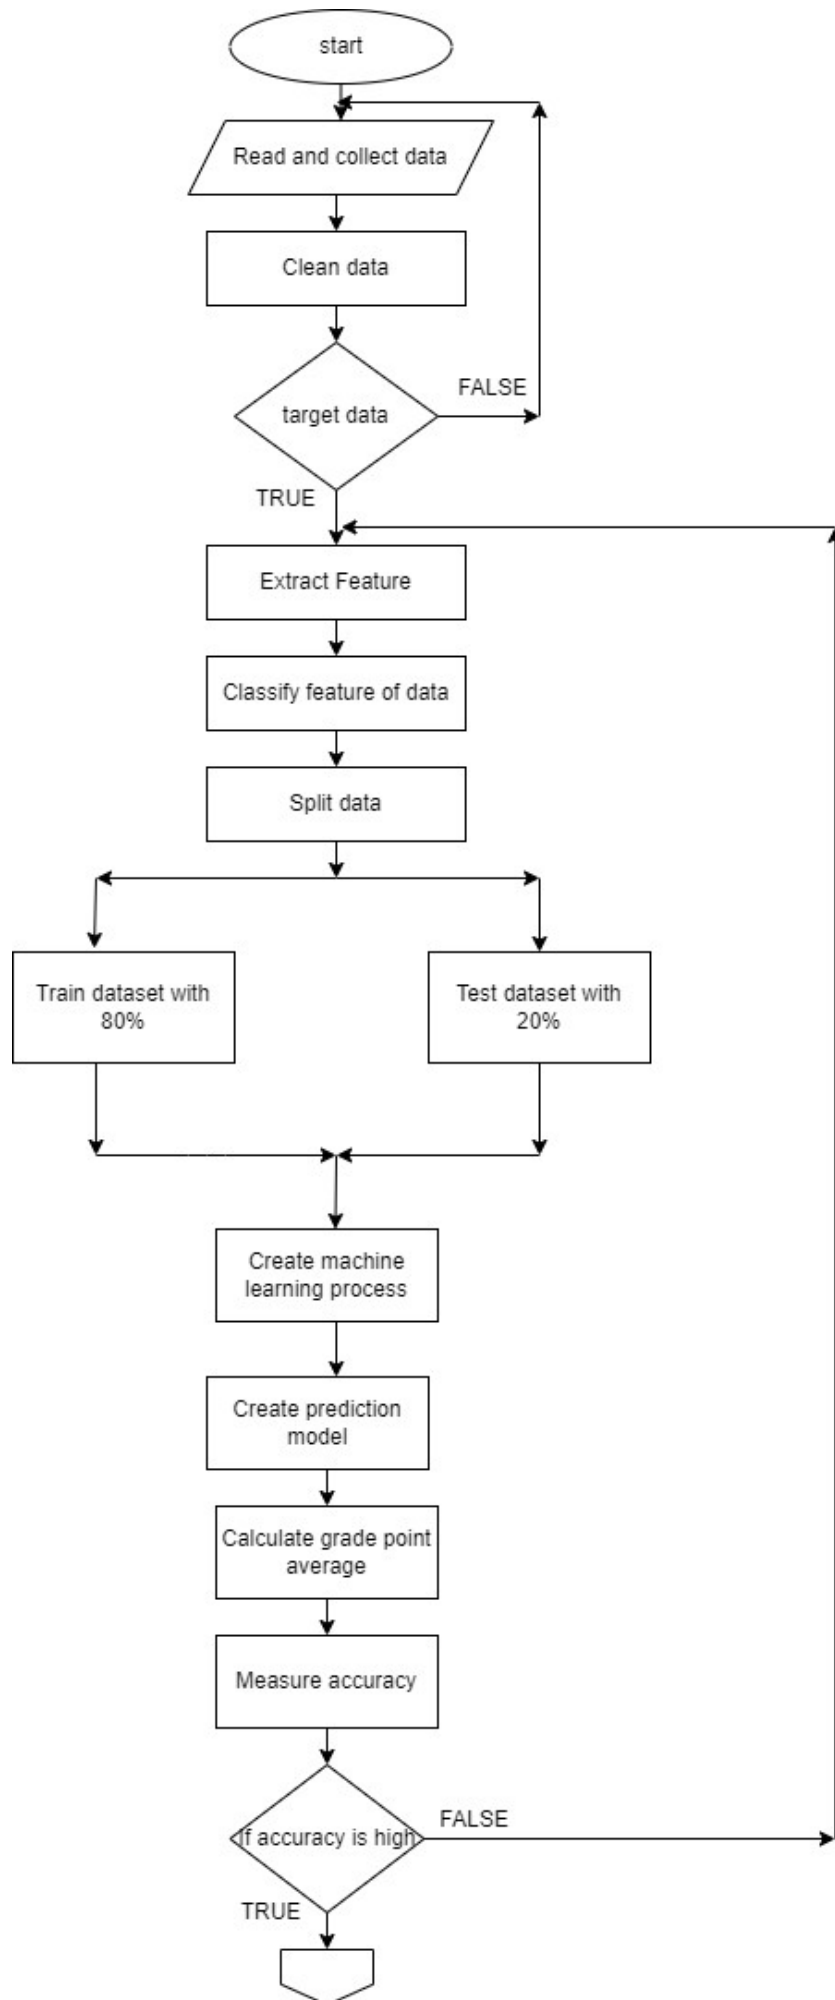 start
Read and collect data
Clean data
FALSE
target data
TRUE
Extract Feature
Classify feature of data
Split data
Train dataset with
80%
Test dataset with
20%
Create machine
learning process
Create prediction
model
Calculate grade point
average
Measure accuracy
FALSE
If accuracy is high
TRUE